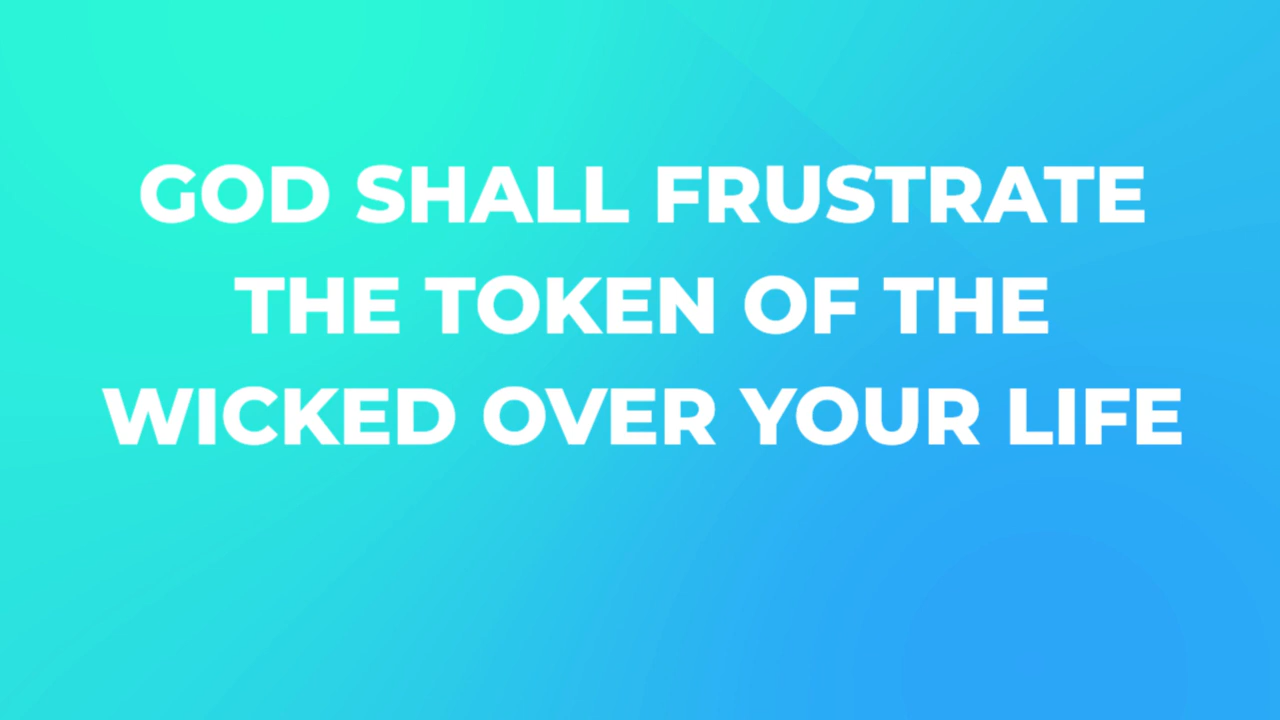 GOD SHALL FRUSTRATE
THE TOKEN OF THE
WICKED OVER YOUR LIFE